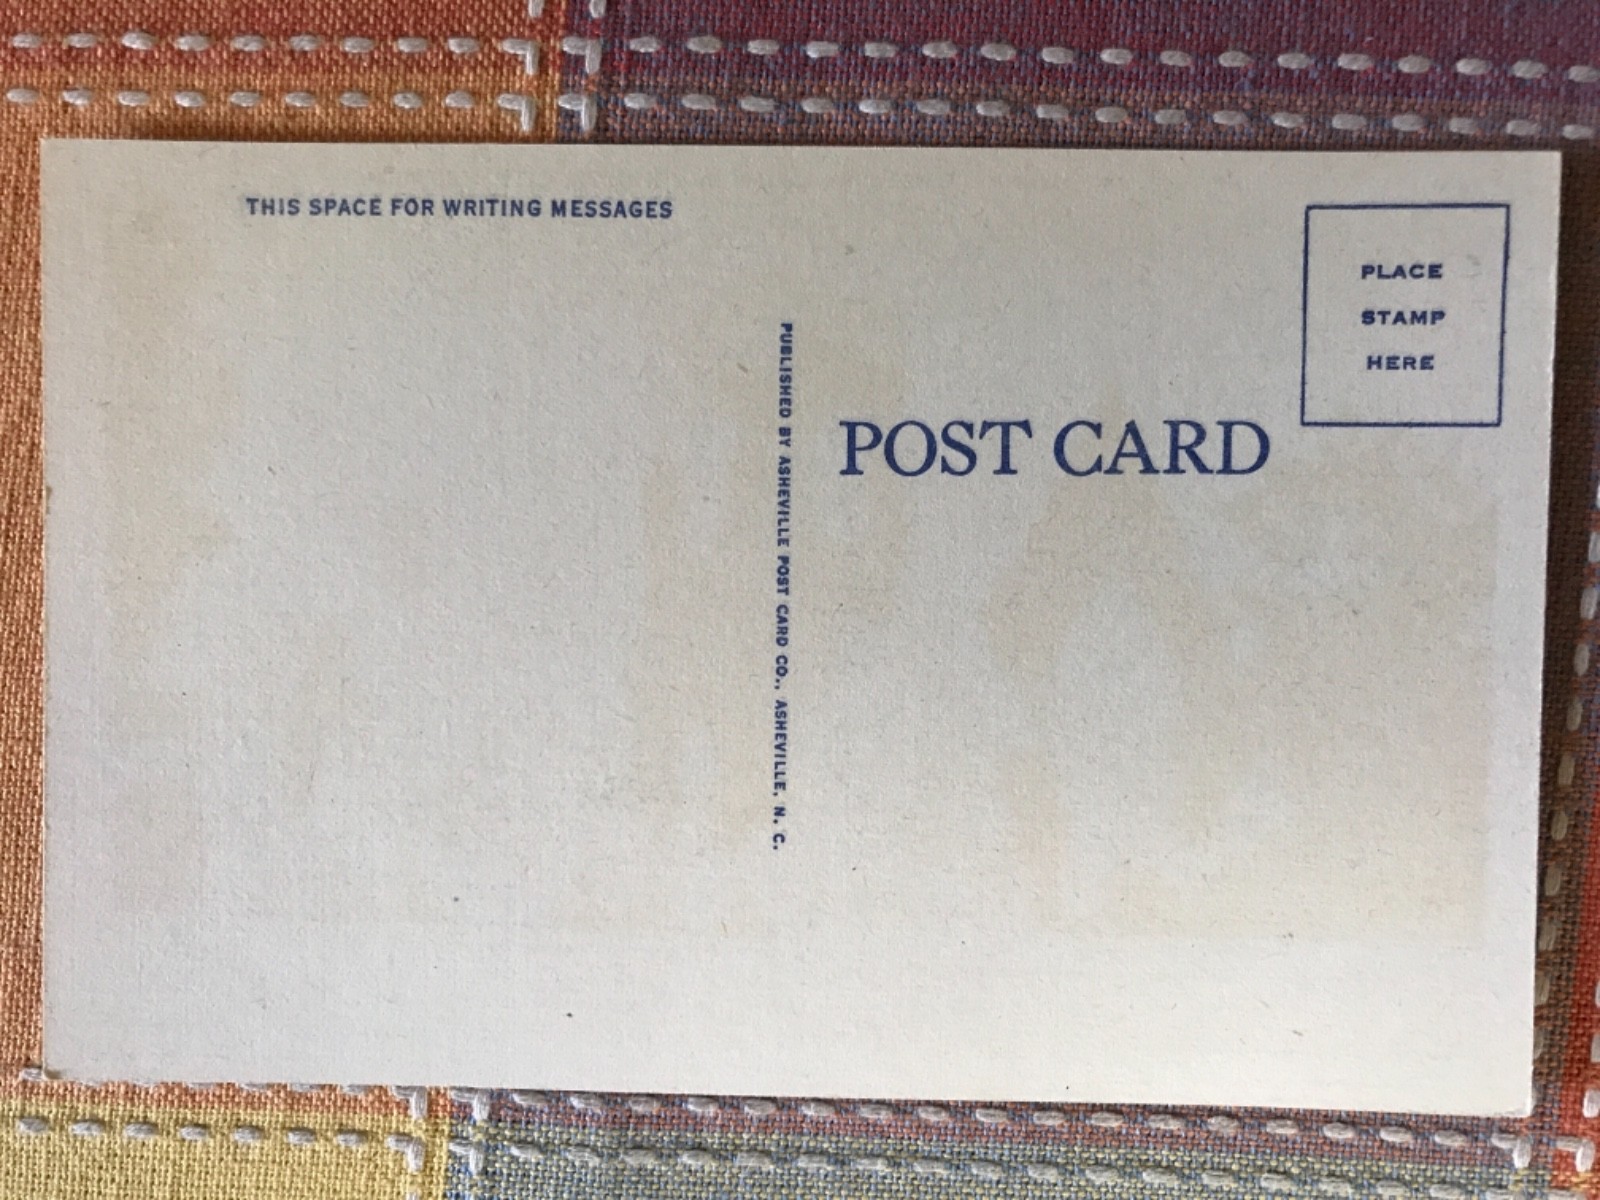 THIS SPACE FOR WRITING MESSAGES
PUBLISHED BY ASHEVILLE POST CARD CO., ASHEVILLE, N. C.
POST CARD
PLACE
STAMP
HERE